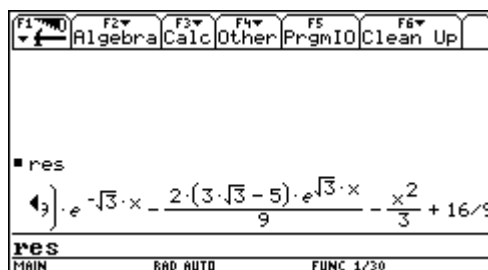 F1 F2 Algebra F3 Calc F4 Other F5 PrgmIO F6 Clean Up
res
)·e^(-√3·x) - 2·(3·√3-5)·e^(√3·x)/9 - x²/3 + 16/9
res
MAIN RAD AUTO FUNC 1/30